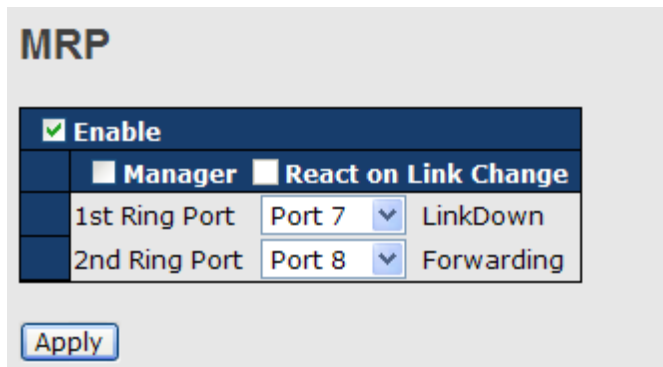 MRP
Enable
Manager React on Link Change
1st Ring Port Port 7 LinkDown
2nd Ring Port Port 8 Forwarding
Apply